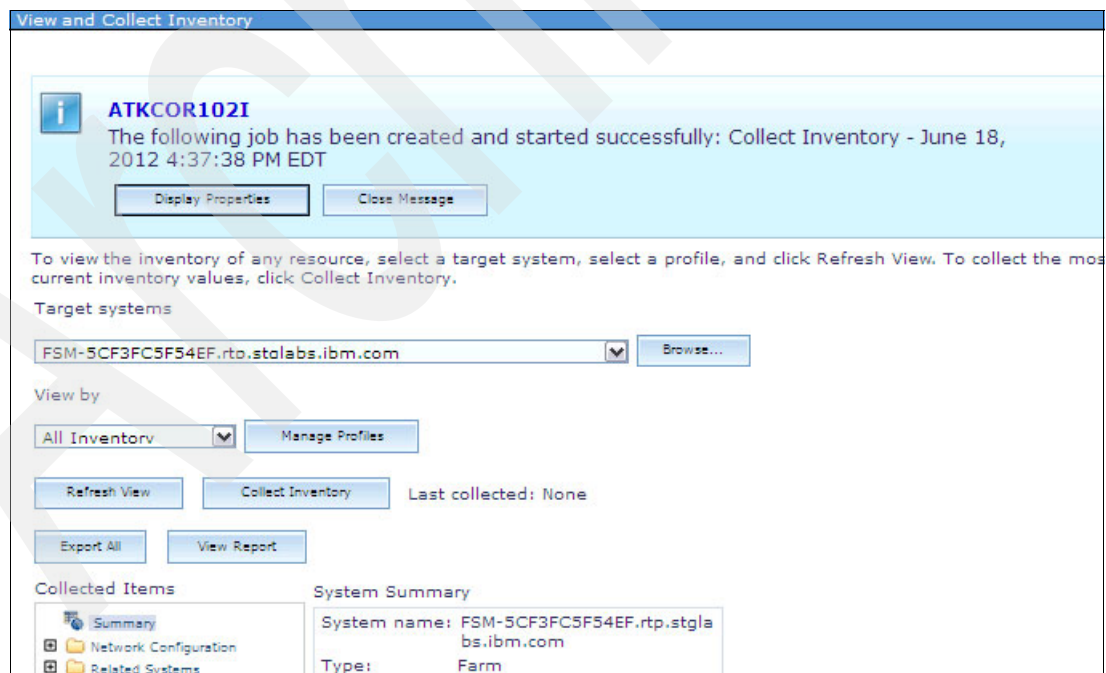 View and Collect Inventory
ATKCOR102I
The following job has been created and started successfully: Collect Inventory - June 18,
2012 4:37:38 PM EDT
Display Properties Close Message
To view the inventory of any resource, select a target system, select a profile, and click Refresh View. To collect the mos
current inventory values, click Collect Inventory.
Target systems
FSM-5CF3FC5F54EF.rtp.stglabs.ibm.com Browse...
View by
All Inventory Manage Profiles
Refresh View Collect Inventory Last collected: None
Export All View Report
Collected Items System Summary
Summary System name: FSM-5CF3FC5F54EF.rtp.stgla
Network Configuration bs.ibm.com
Related Systems Type: Farm